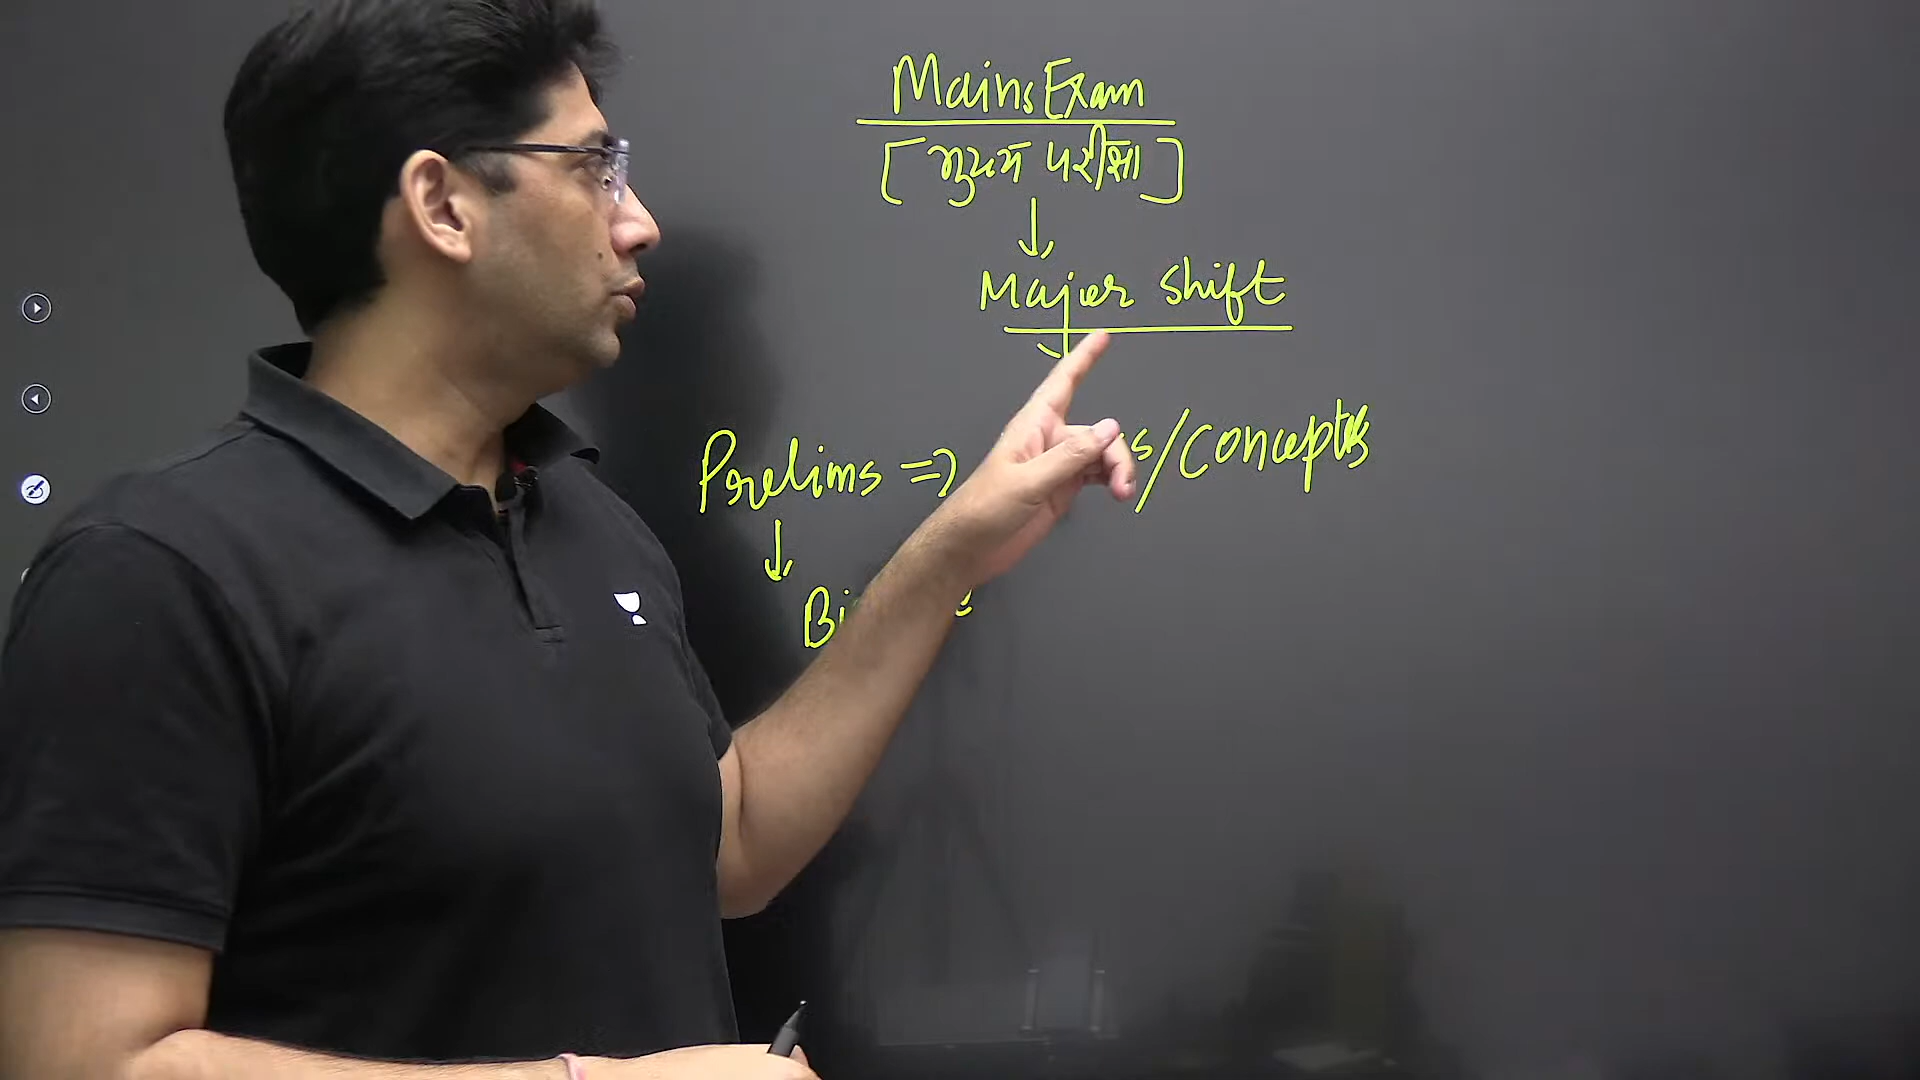 Mains Exam
[मुख्य परीक्षा]
Major Shift
Prelims => /Concepts